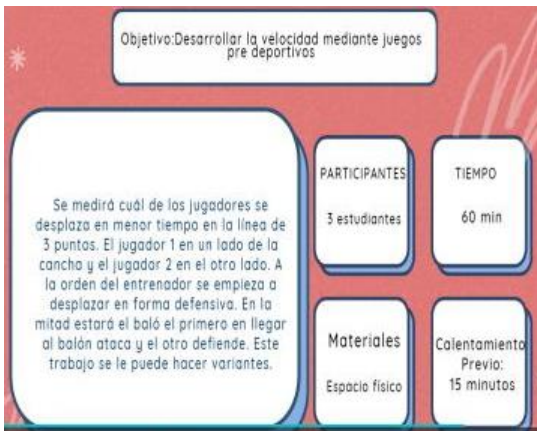 Objetivo:Desarrollar la velocidad mediante juegos
pre deportivos
Se medirá cuál de los jugadores se
desplaza en menor tiempo en la línea de
3 puntos. El jugador 1 en un lado de la
cancha y el jugador 2 en el otro lado. A
la orden del entrenador se empieza a
desplazar en forma defensiva. En la
mitad estará el baló el primero en llegar
al balón ataca y el otro defiende. Este
trabajo se le puede hacer variantes.
PARTICIPANTES
3 estudiantes
TIEMPO
60 min
Materiales
Espacio físico
Calentamiento
Previo:
15 minutos